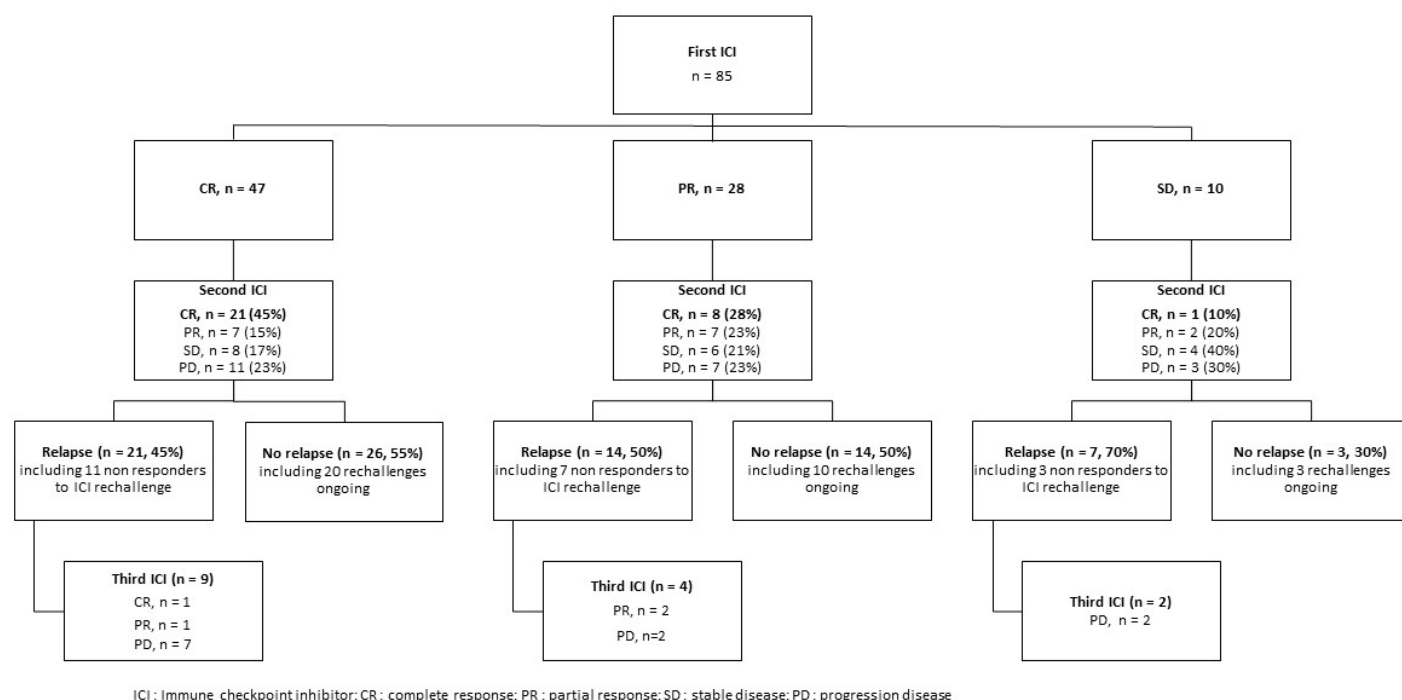 First ICI
n = 85
CR, n = 47
PR, n = 28
SD, n = 10
Second ICI
CR, n = 21 (45%)
PR, n = 7 (15%)
SD, n = 8 (17%)
PD, n = 11 (23%)
Second ICI
CR, n = 8 (28%)
PR, n = 7 (23%)
SD, n = 6 (21%)
PD, n = 7 (23%)
Second ICI
CR, n = 1 (10%)
PR, n = 2 (20%)
SD, n = 4 (40%)
PD, n = 3 (30%)
Relapse (n = 21, 45%)
including 11 non responders
to ICI rechallenge
No relapse (n = 26, 55%)
including 20 rechallenges
ongoing
Relapse (n = 14, 50%)
including 7 non responders to
ICI rechallenge
No relapse (n = 14, 50%)
including 10 rechallenges
ongoing
Relapse (n = 7, 70%)
including 3 non responders to
ICI rechallenge
No relapse (n = 3, 30%)
including 3 rechallenges
ongoing
Third ICI (n = 9)
CR, n = 1
PR, n = 1
PD, n = 7
Third ICI (n = 4)
PR, n = 2
PD, n=2
Third ICI (n = 2)
PD, n = 2
ICI : Immune checkpoint inhibitor; CR : complete response; PR : partial response; SD : stable disease; PD : progression disease